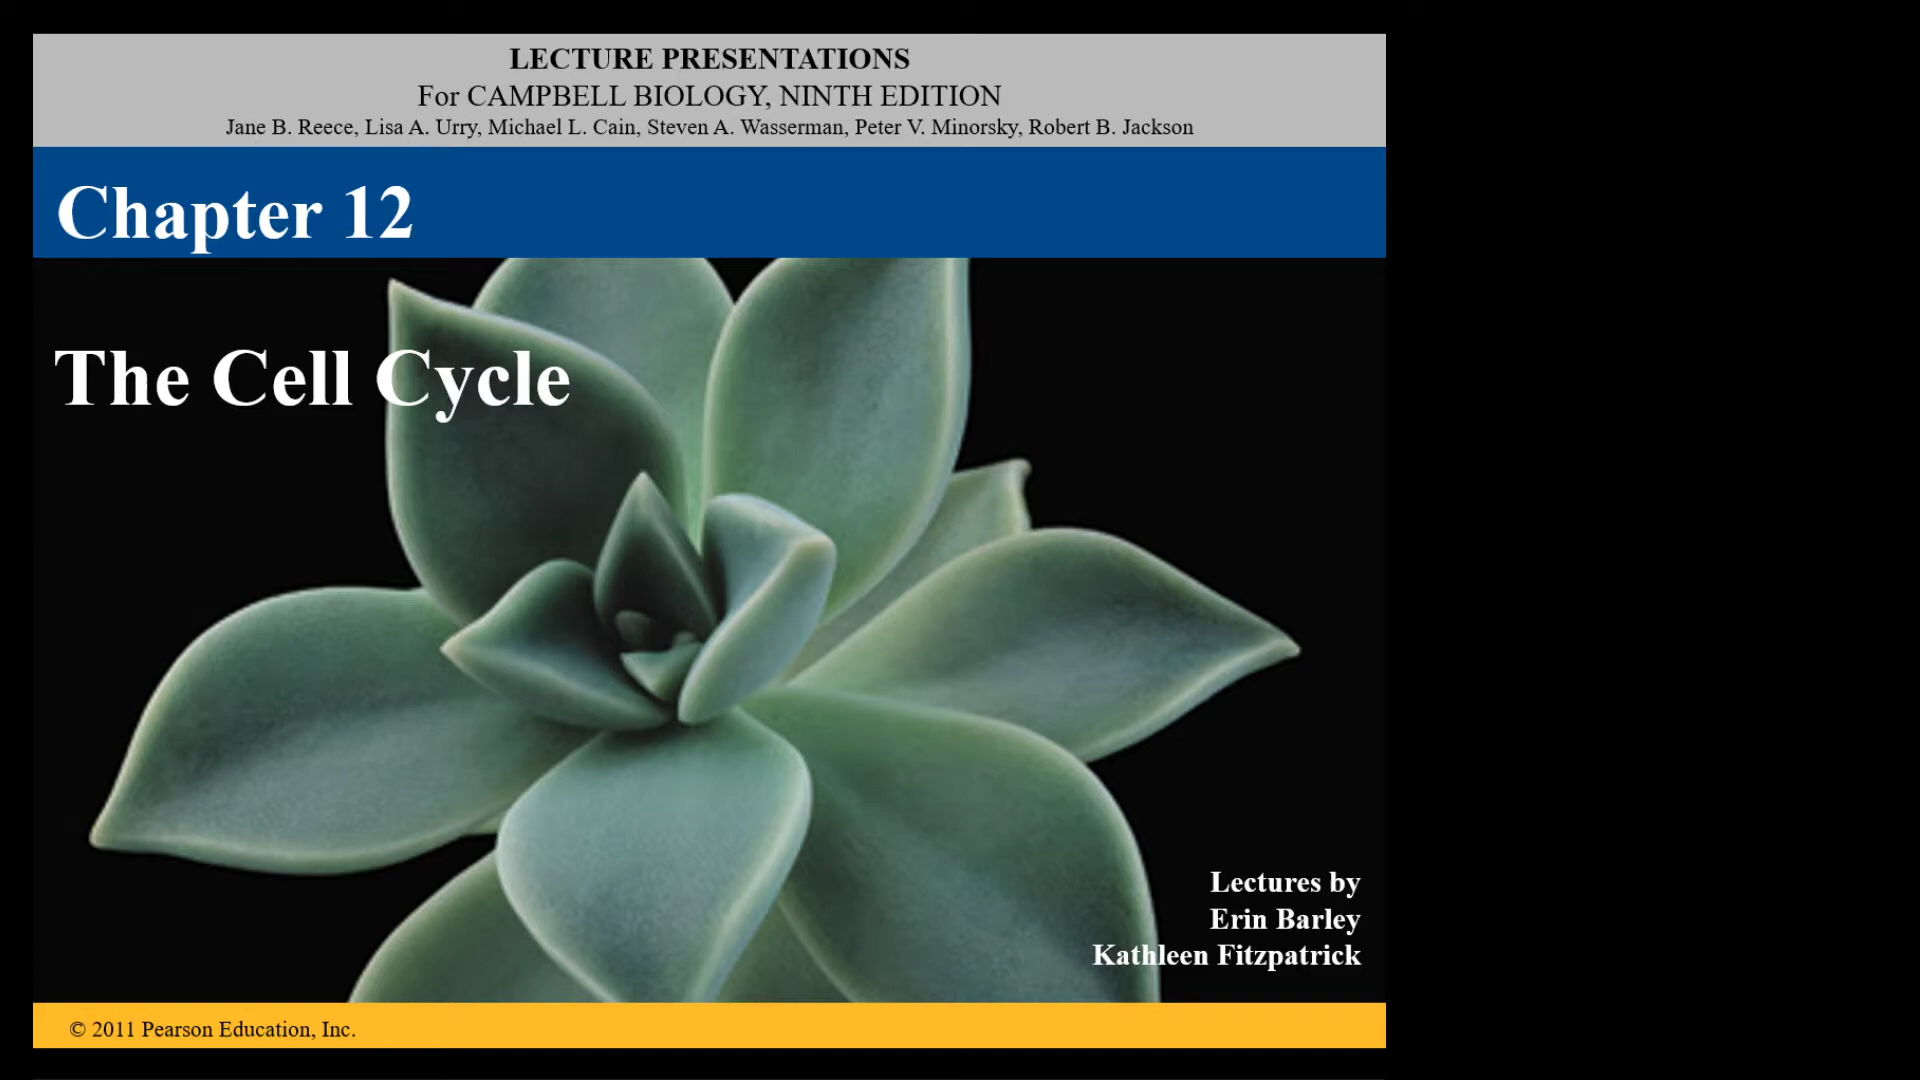 LECTURE PRESENTATIONS
For CAMPBELL BIOLOGY, NINTH EDITION
Jane B. Reece, Lisa A. Urry, Michael L. Cain, Steven A. Wasserman, Peter V. Minorsky, Robert B. Jackson
Chapter 12
The Cell Cycle
Lectures by
Erin Barley
Kathleen Fitzpatrick
© 2011 Pearson Education, Inc.